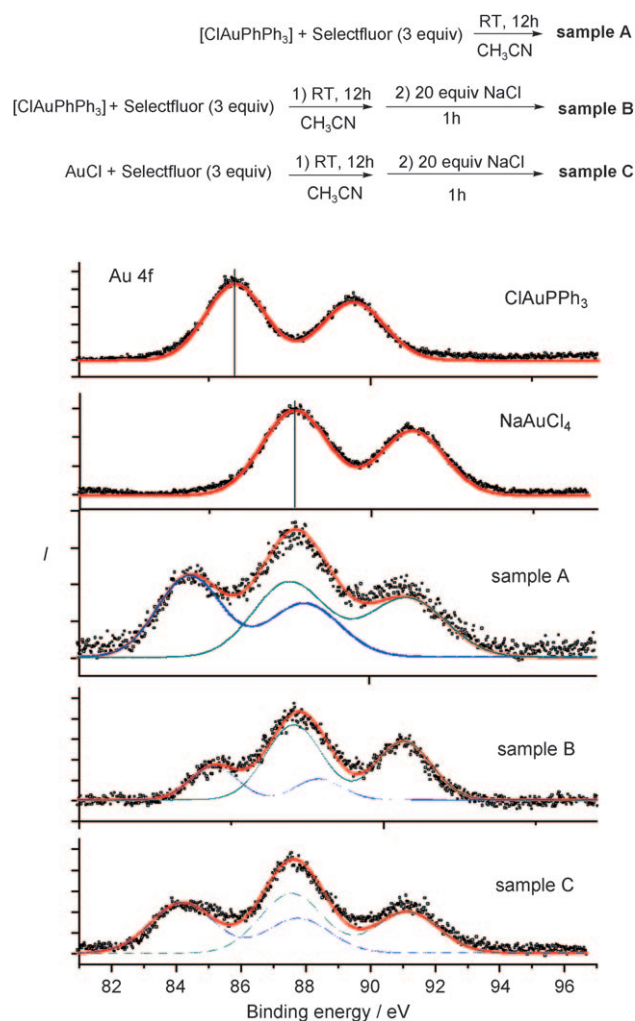 [ClAuPhPh₃] + Selectfluor (3 equiv) RT, 12h CH₃CN sample A
[ClAuPhPh₃] + Selectfluor (3 equiv) 1) RT, 12h CH₃CN 2) 20 equiv NaCl 1h sample B
AuCl + Selectfluor (3 equiv) 1) RT, 12h CH₃CN 2) 20 equiv NaCl 1h sample C
Au 4f
ClAuPPh₃
NaAuCl₄
I
sample A
sample B
sample C
82 84 86 88 90 92 94 96
Binding energy / eV